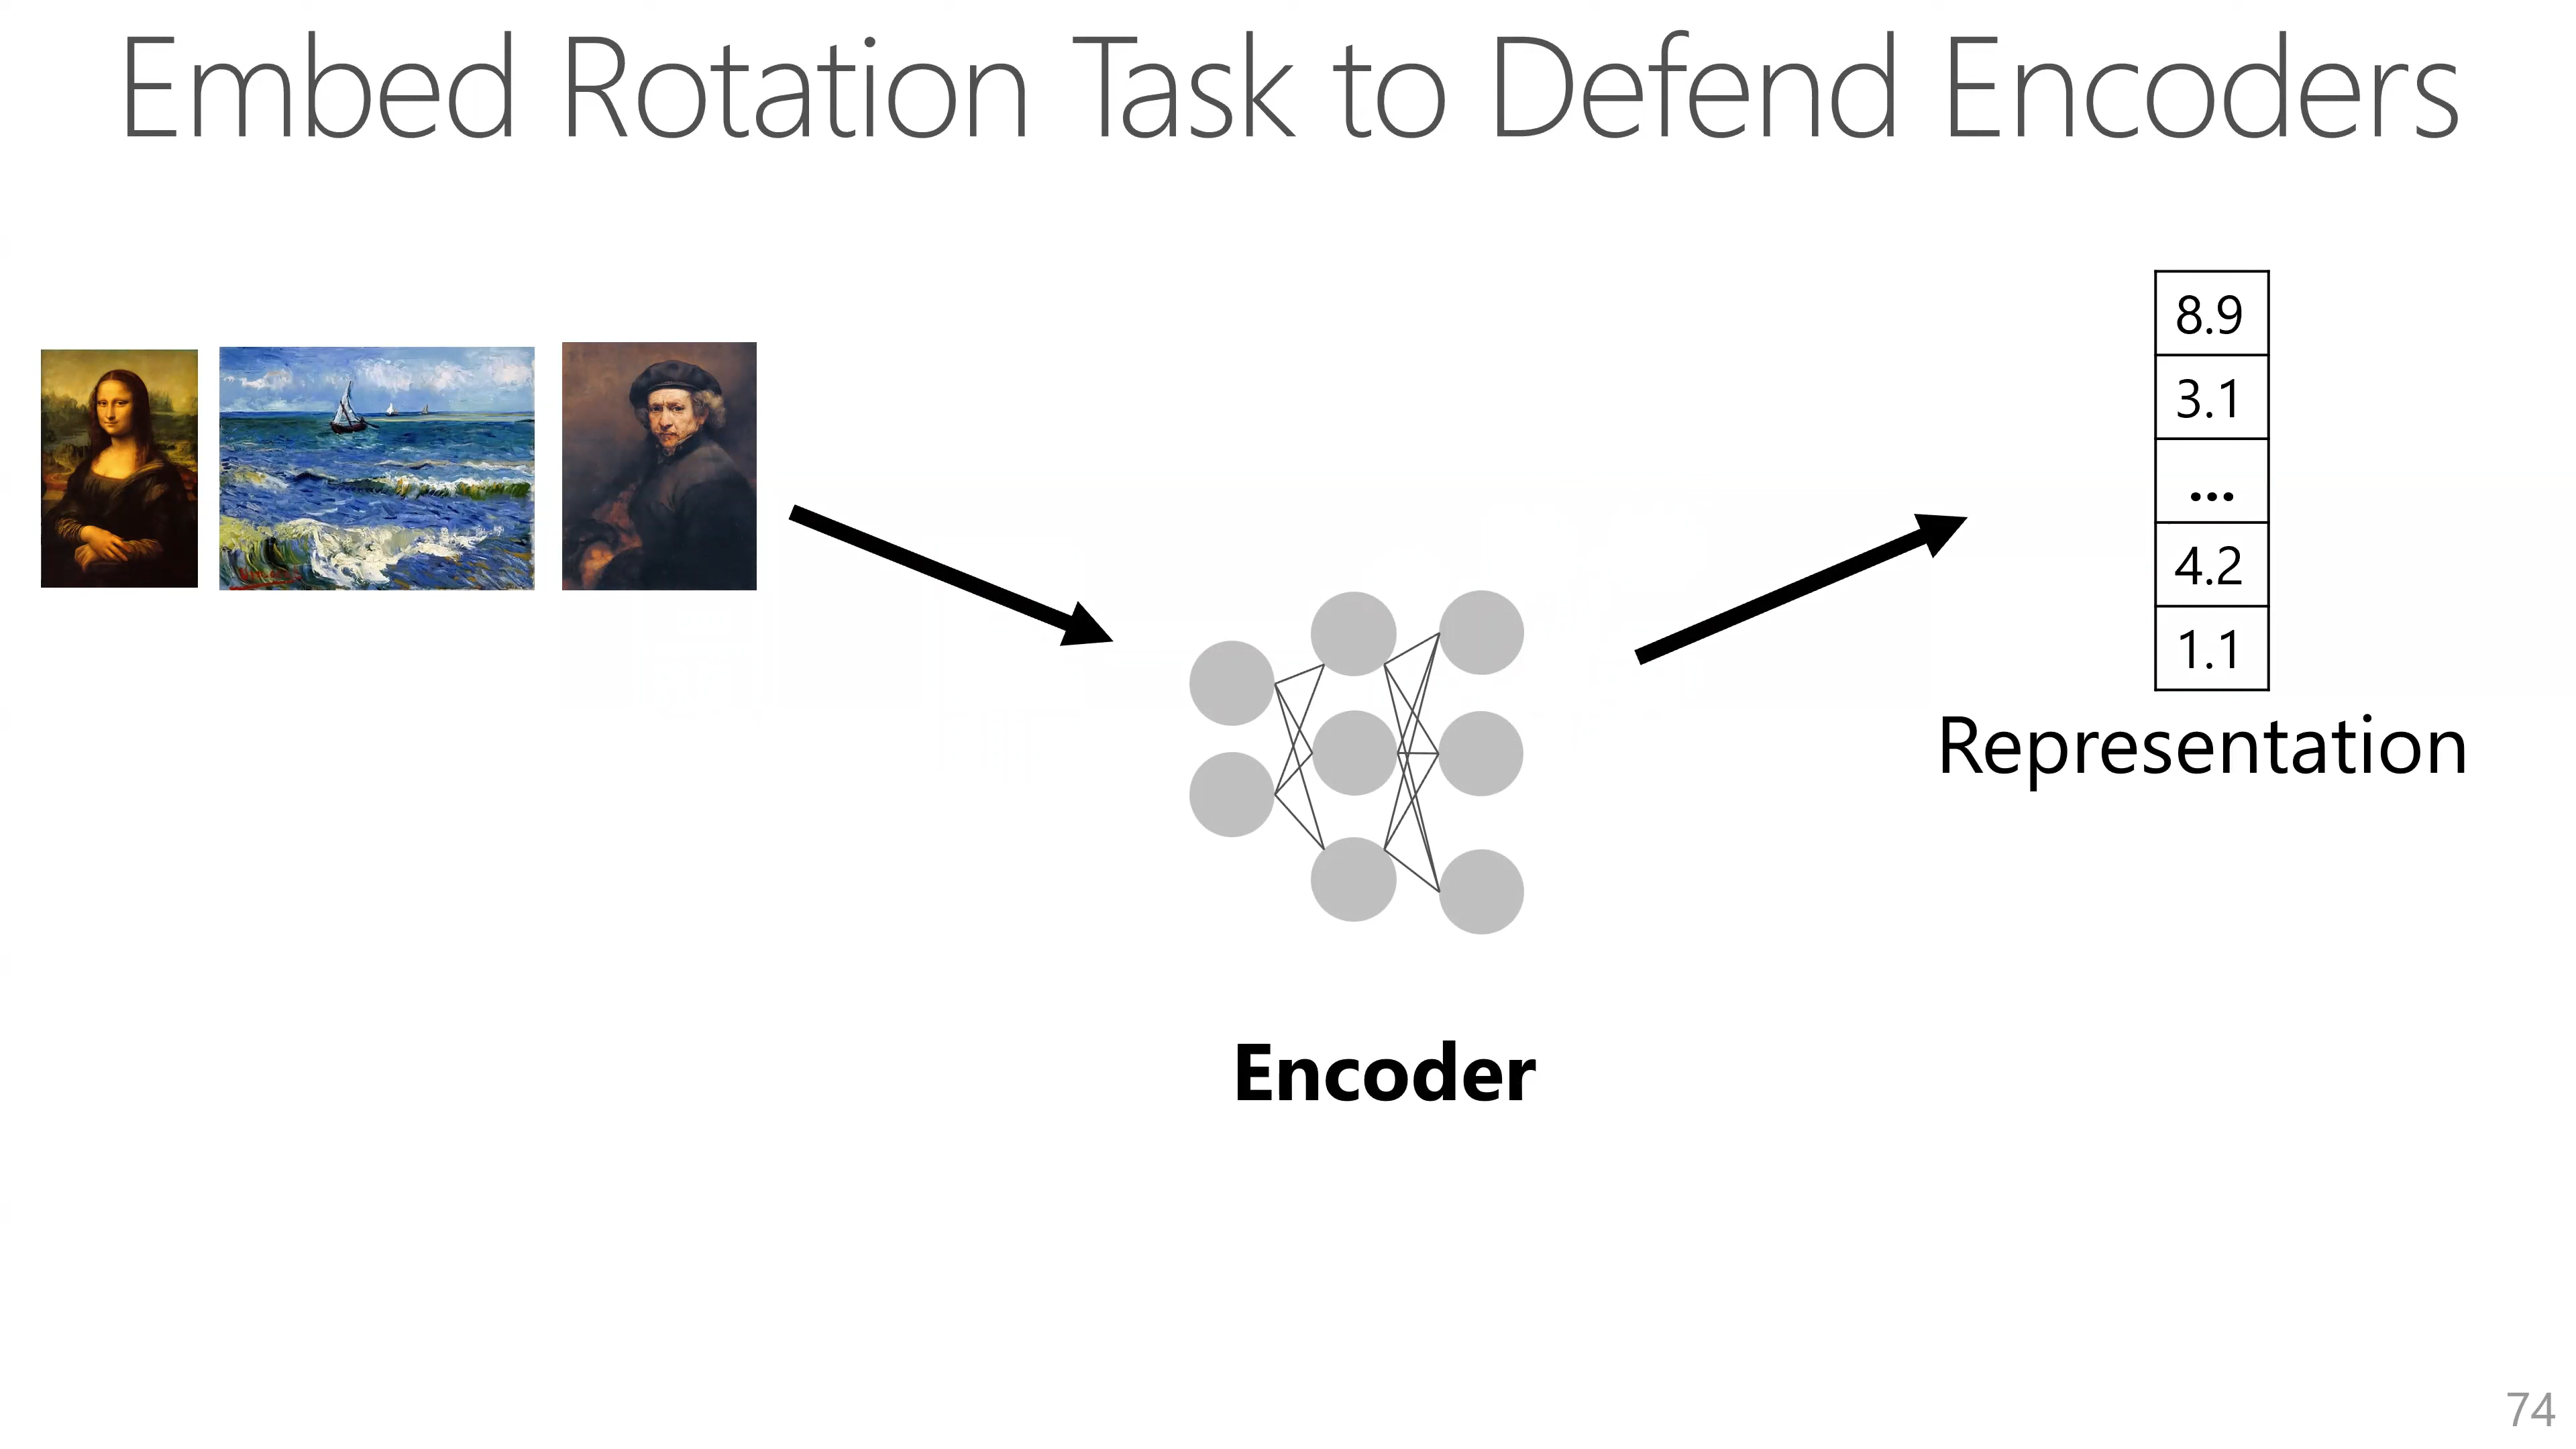 Embed Rotation Task to Defend Encoders
8.9
3.1
...
4.2
1.1
Representation
Encoder
74